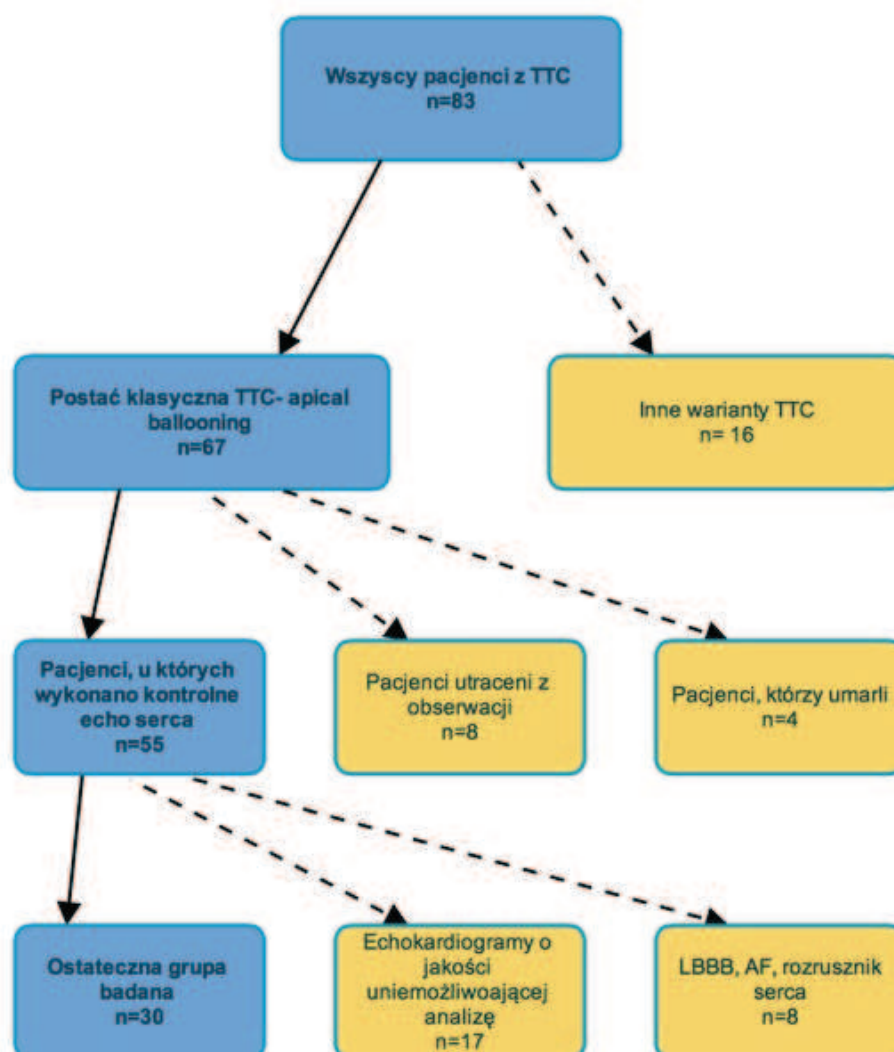 Wszyscy pacjenci z TTC
n=83
Postać klasyczna TTC- apical
ballooning
n=67
Inne warianty TTC
n= 16
Pacjenci, u których
wykonano kontrolne
echo serca
n=55
Pacjenci utraceni z
obserwacji
n=8
Pacjenci, którzy umarli
n=4
Ostateczna grupa
badana
n=30
Echokardiogramy o
jakości
uniemożliwoającej
analizę
n=17
LBBB, AF, rozrusznik
serca
n=8